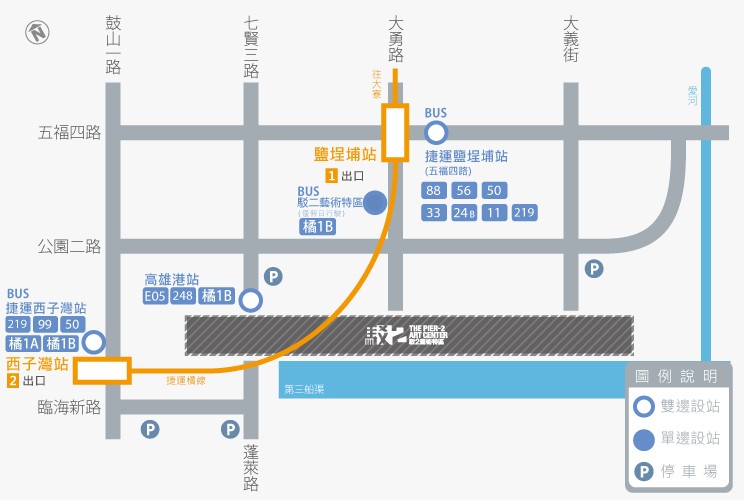 N
鼓山一路
七賢三路
大勇路
大義街
往大寮
愛河
五福四路
BUS
捷運鹽埕埔站
(五福四路)
88 56 50
33 24B 11 219
鹽埕埔站
1 出口
BUS
駁二藝術特區
(僅假日行駛)
橘1B
公園二路
P
P
高雄港站
E05 248 橘1B
BUS
捷運西子灣站
219 99 50
橘1A 橘1B
西子灣站
2 出口
THE PIER-2
ART CENTER
駁二藝術特區
捷運橘線
第三船渠
臨海新路
P
P
蓬萊路
圖例說明
雙邊設站
單邊設站
P 停車場